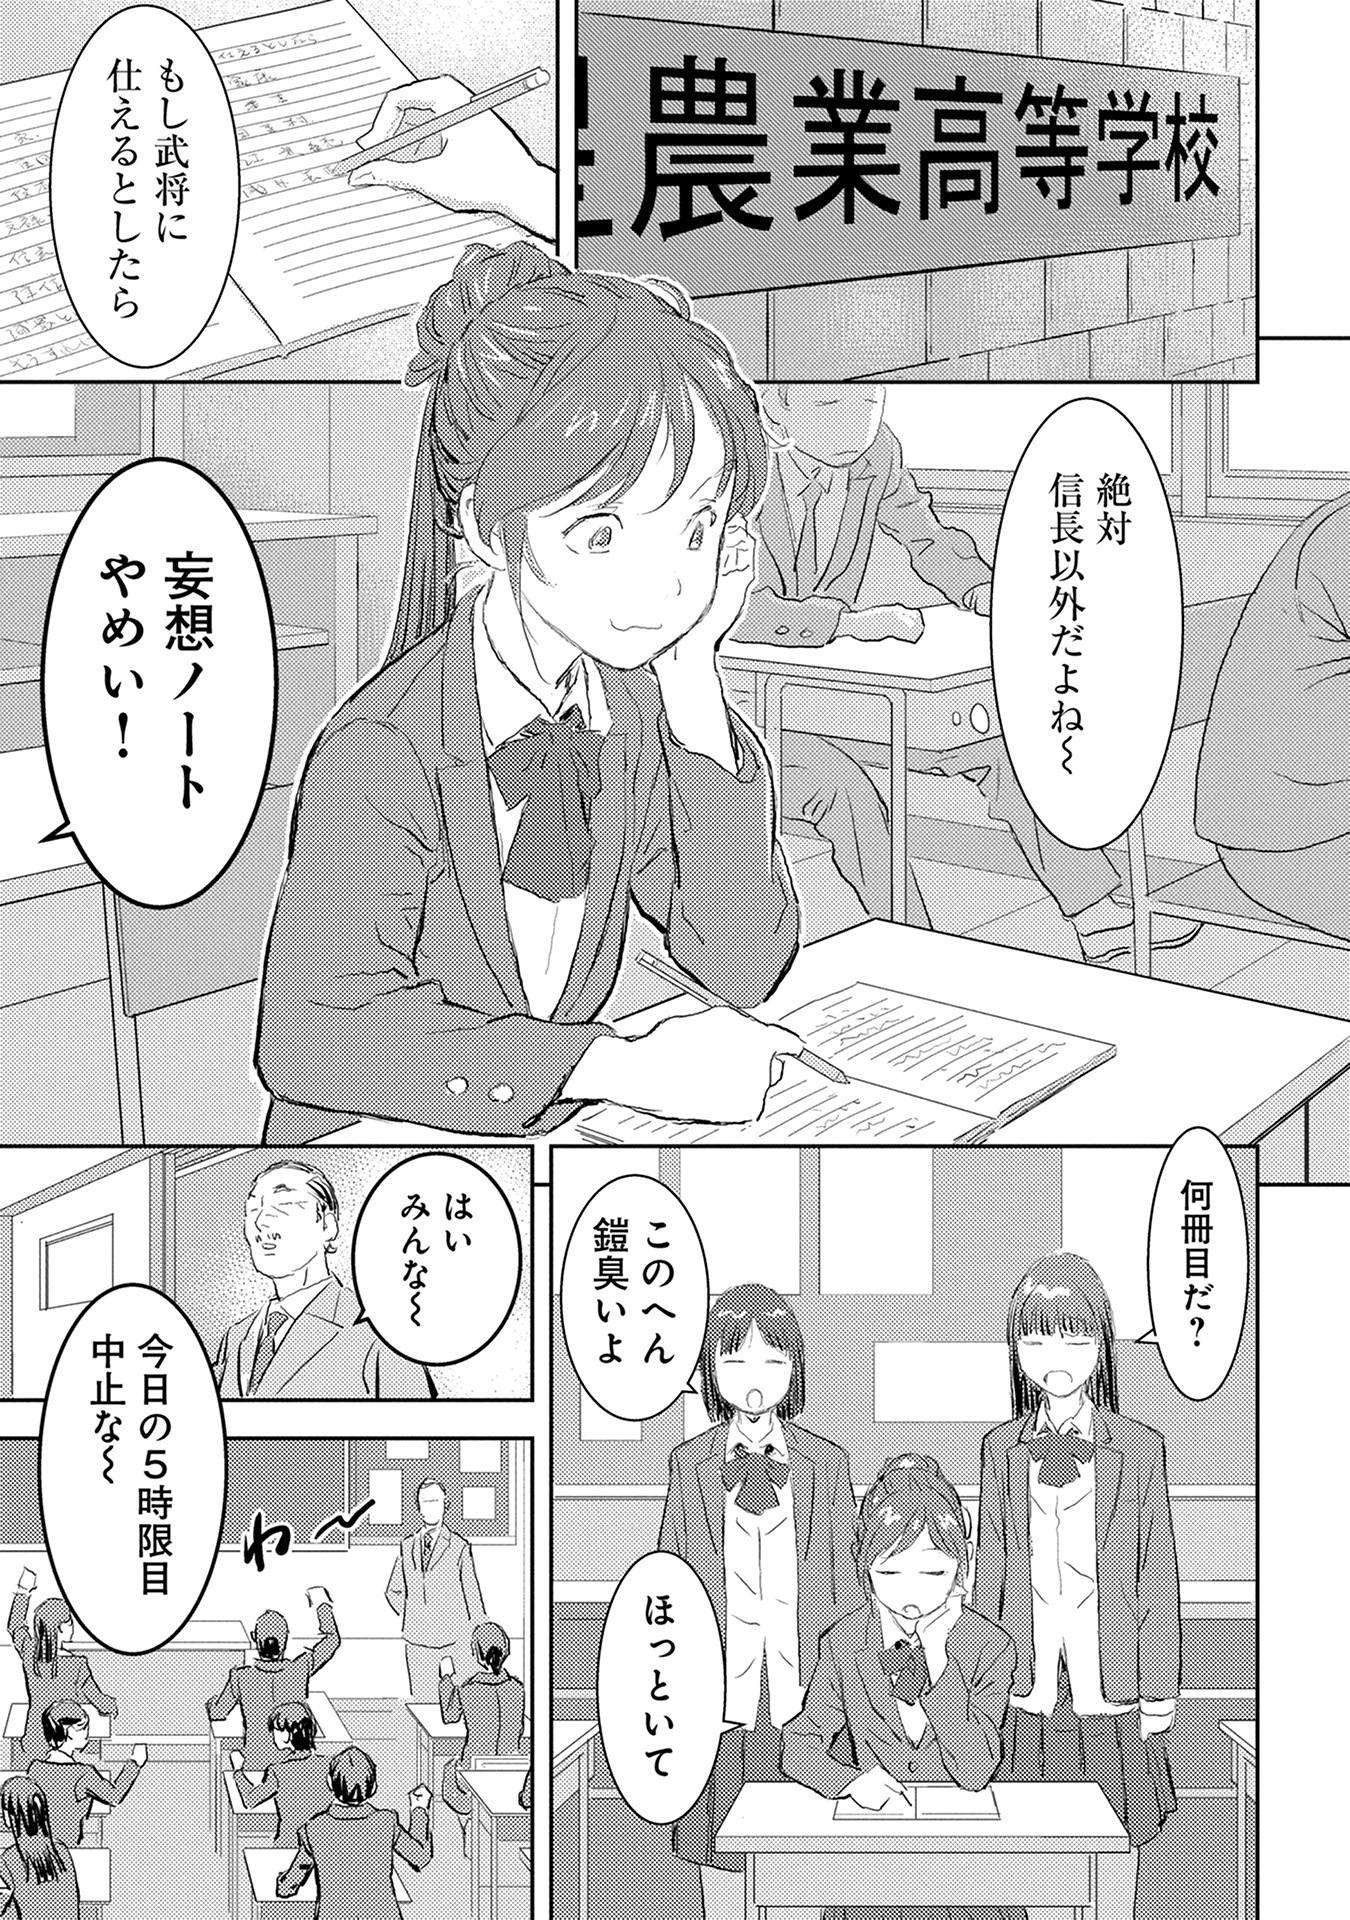 農業高等学校
もし武将に
仕えるとしたら
絶対
信長以外だよね〜
妄想ノート
やめい！
何冊目だ？
このへん
鎧臭いよ
ほっといて
はい
みんな〜
今日の5時限目
中止な〜
わ〜